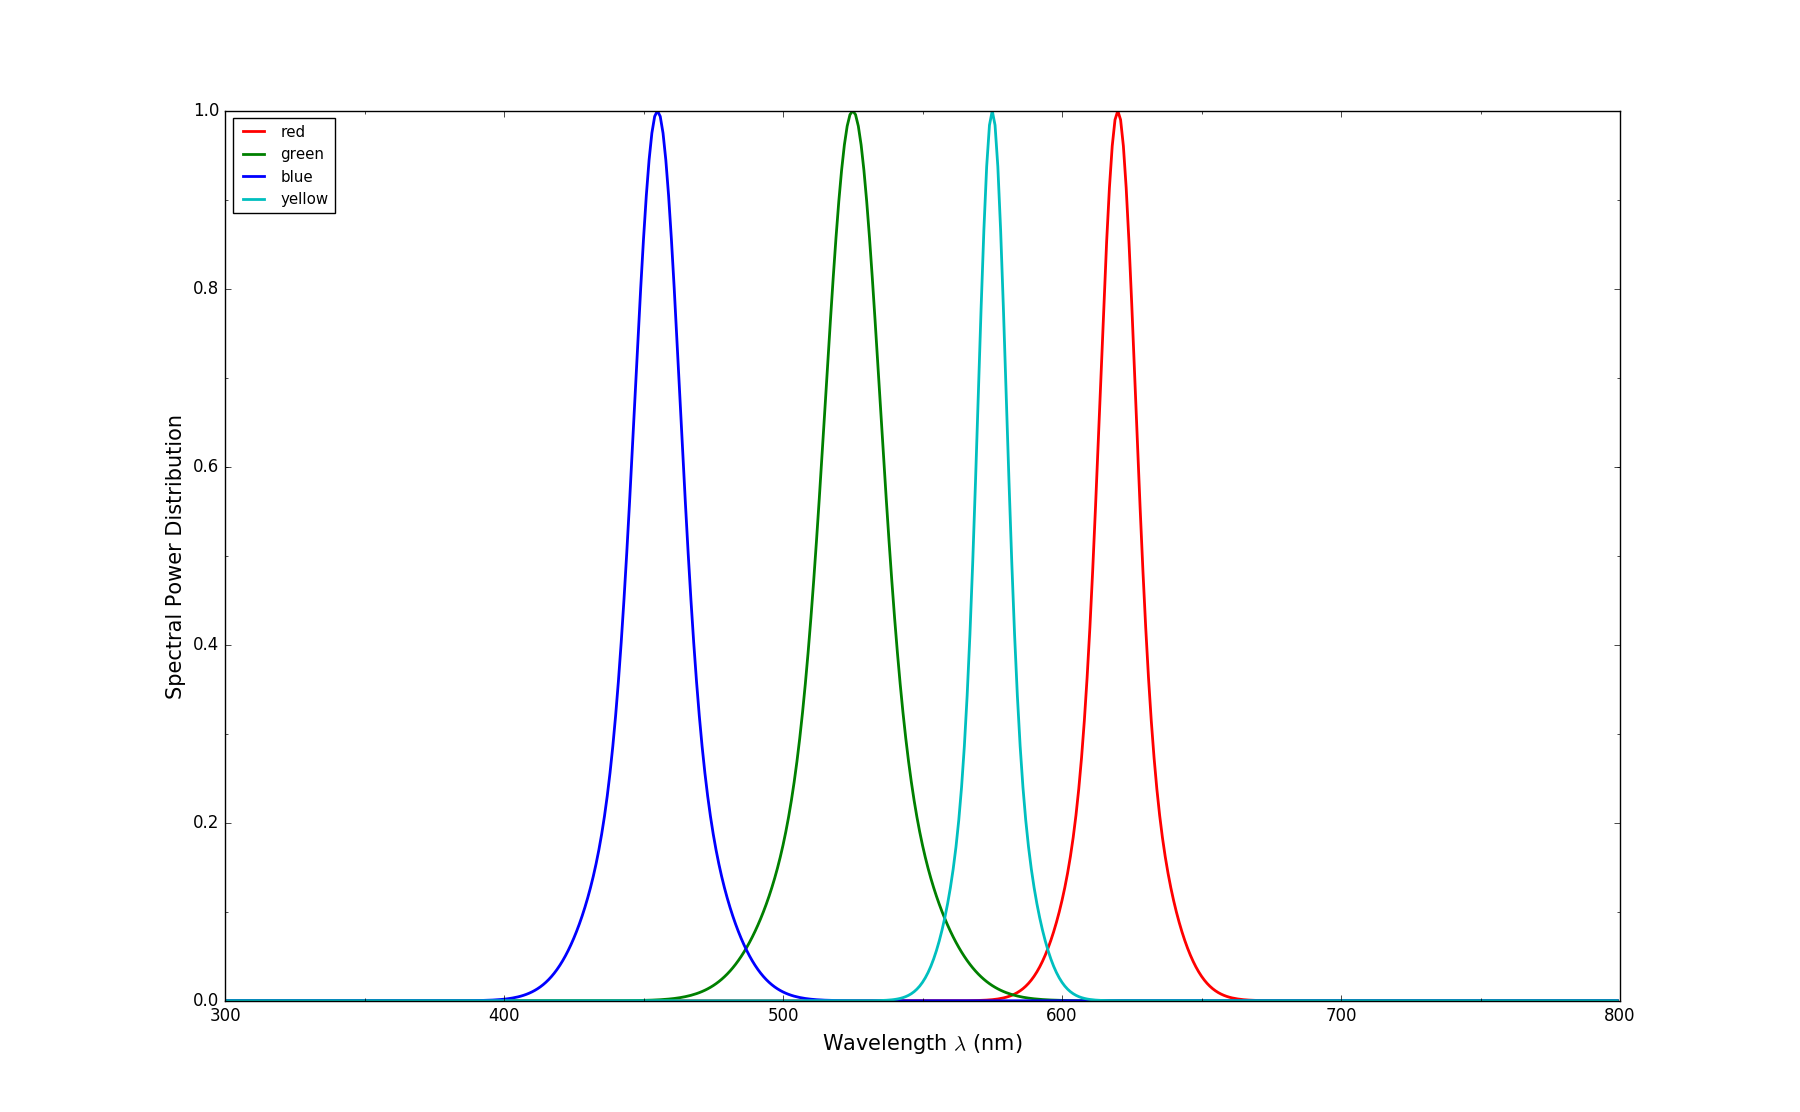 1.0
0.8
0.6
0.4
0.2
0.0
red
green
blue
yellow
Spectral Power Distribution
300 400 500 600 700 800
Wavelength λ (nm)